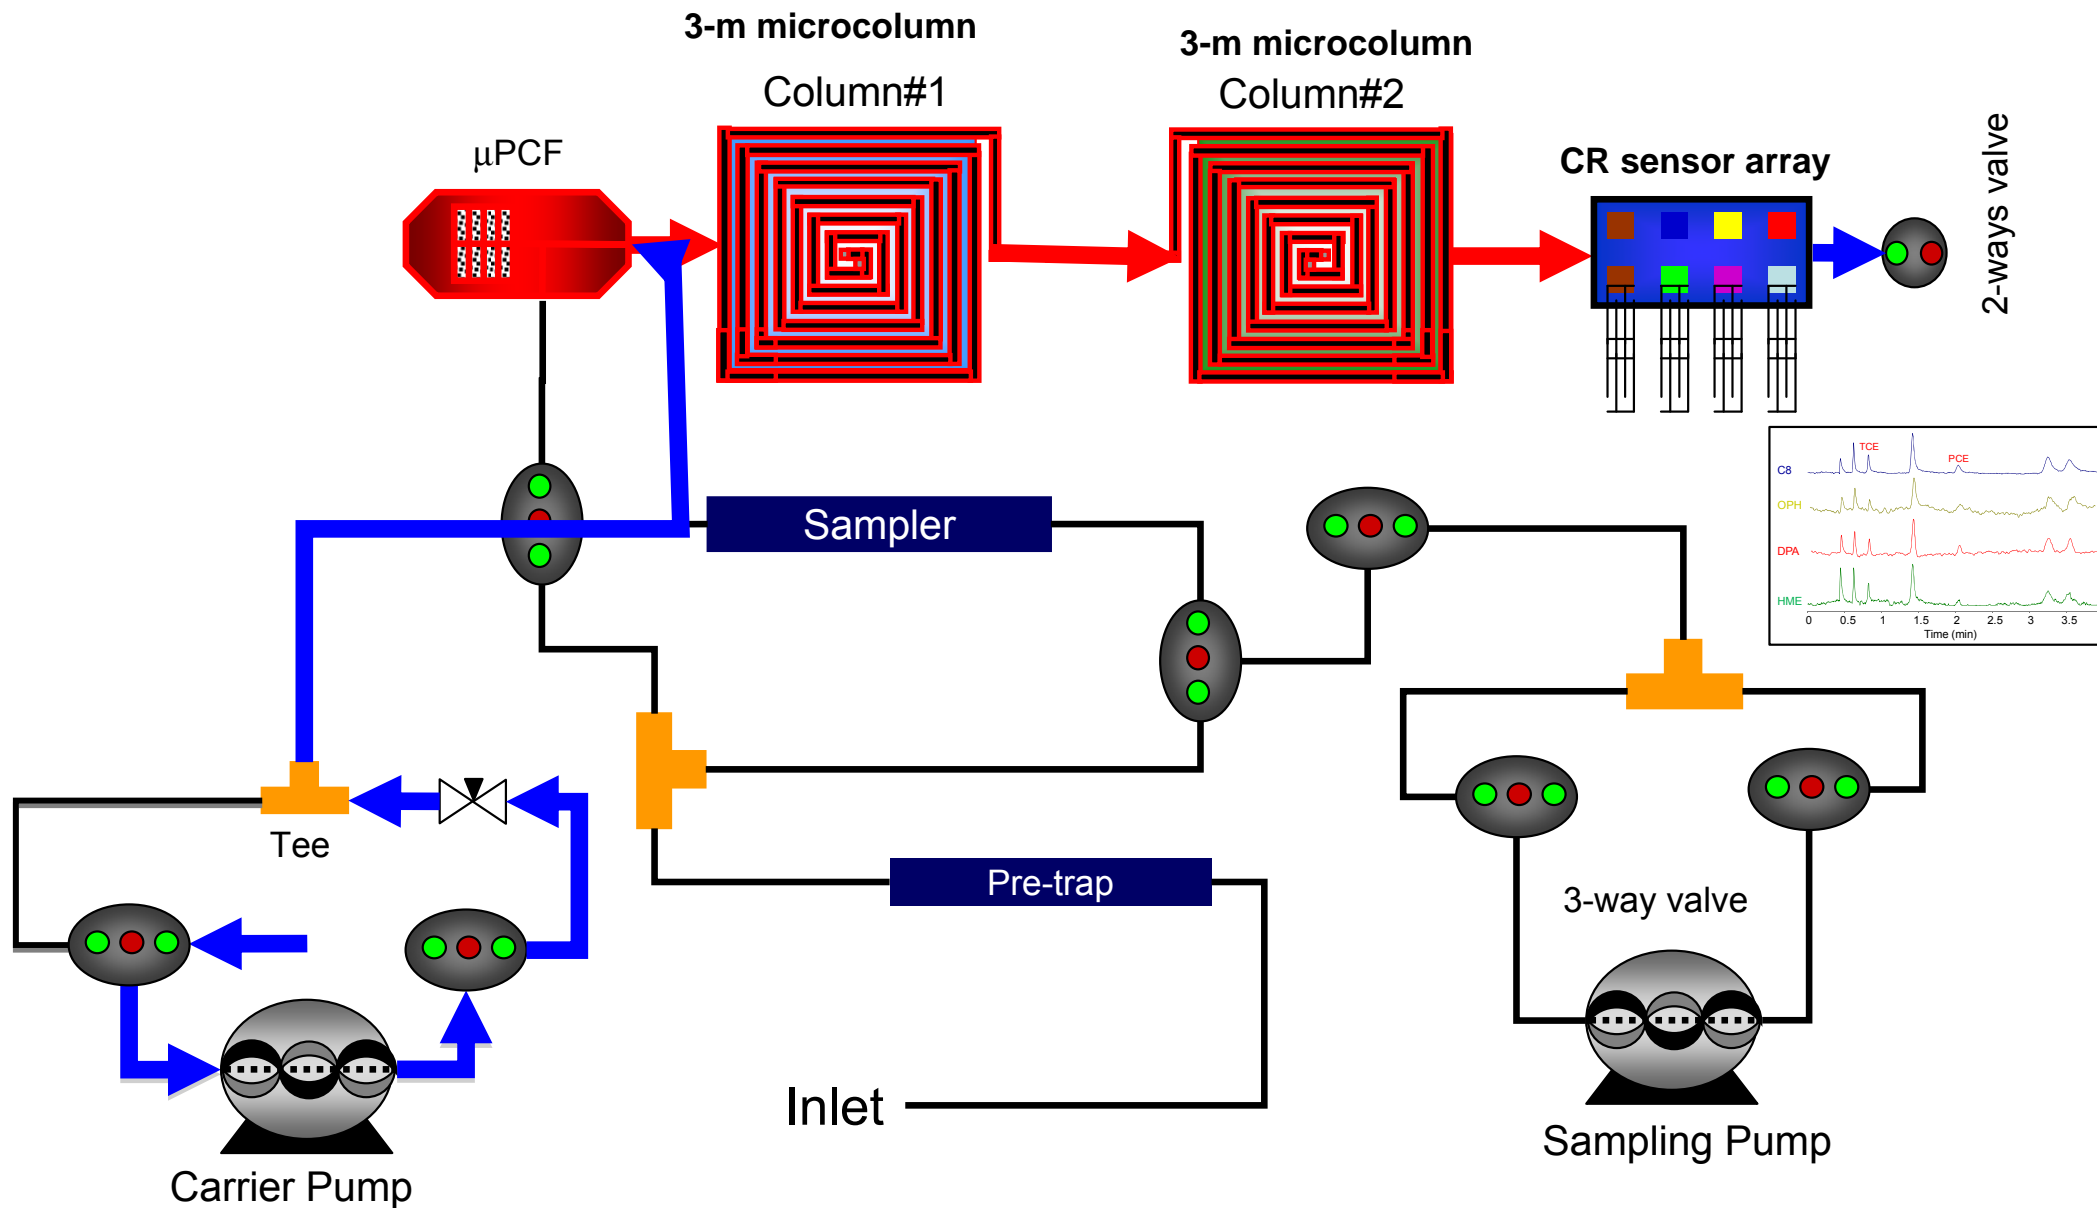 3-m microcolumn
Column#1
3-m microcolumn
Column#2
µPCF
CR sensor array
2-ways valve
Sampler
C8
TCE
PCE
OPH
DPA
HME
0 0.5 1 1.5 2 2.5 3 3.5
Time (min)
Tee
Pre-trap
3-way valve
Inlet
Sampling Pump
Carrier Pump